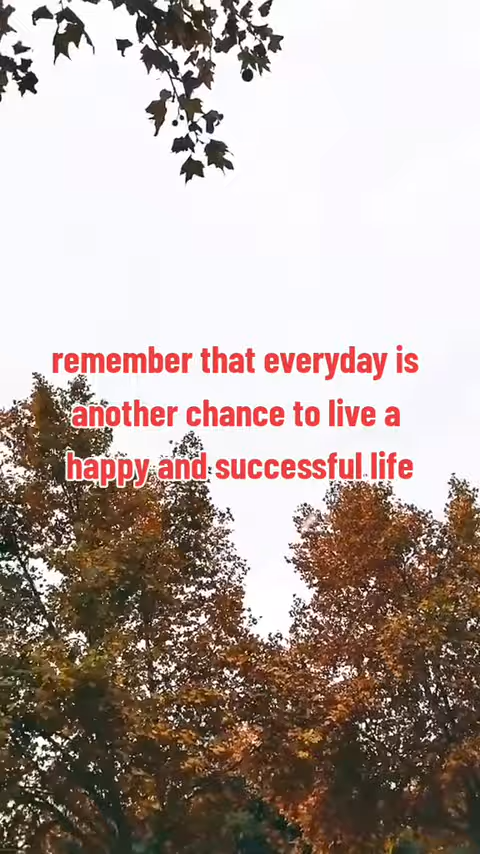 remember that everyday is
another chance to live a
happy and successful life